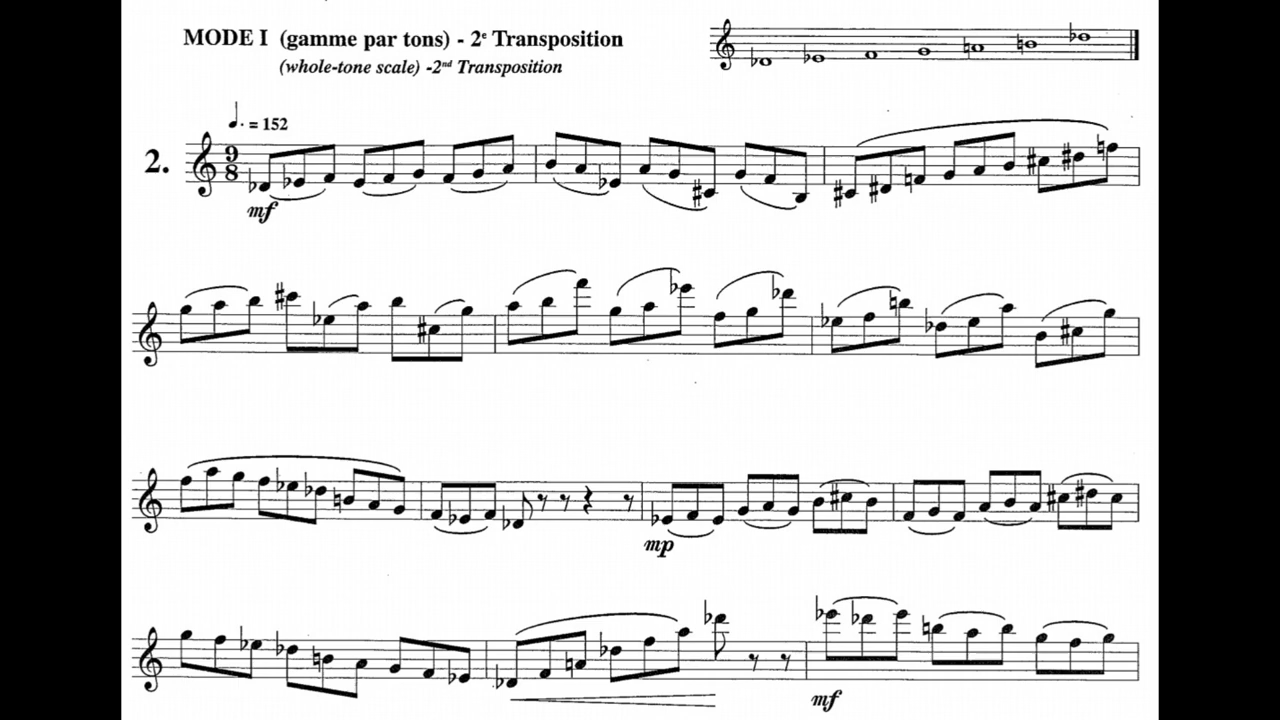 MODE I (gamme par tons) - 2e Transposition
(whole-tone scale) -2nd Transposition
♩. = 152
2.
9
8
mf
mp
mf